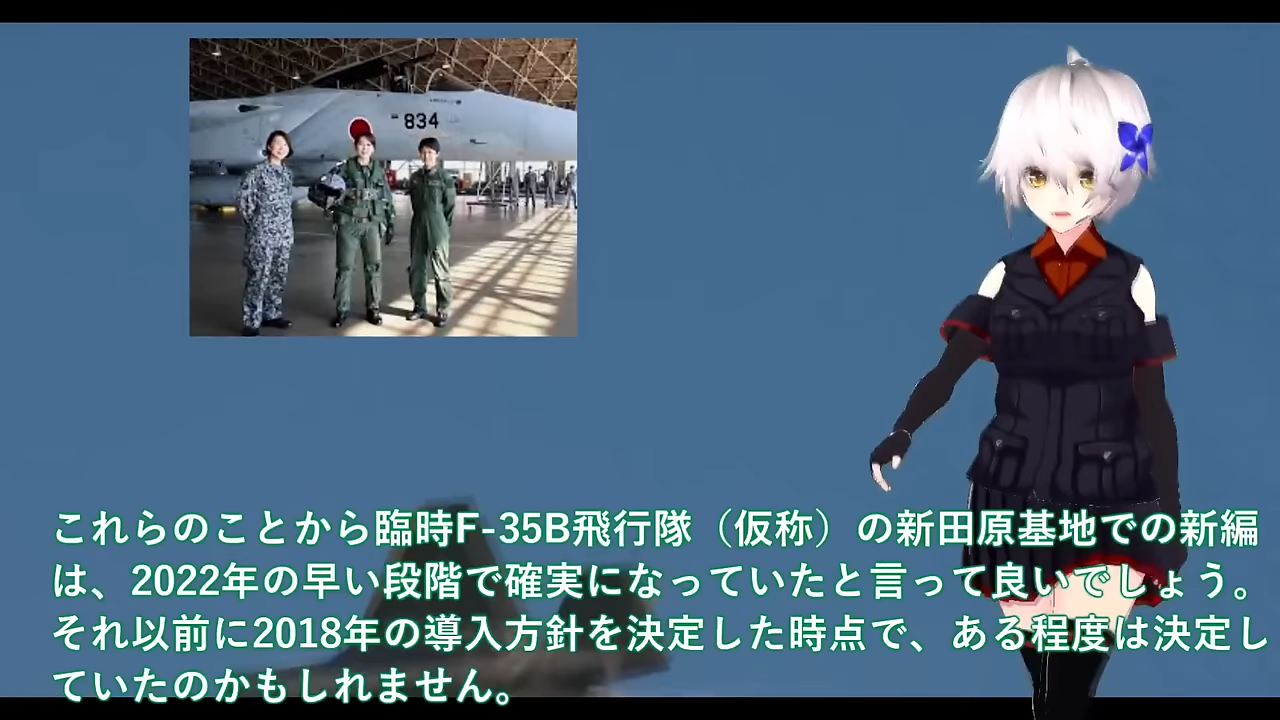 834
これらのことから臨時F-35B飛行隊（仮称）の新田原基地での新編
は、2022年の早い段階で確実になっていたと言って良いでしょう。
それ以前に2018年の導入方針を決定した時点で、ある程度は決定し
ていたのかもしれません。